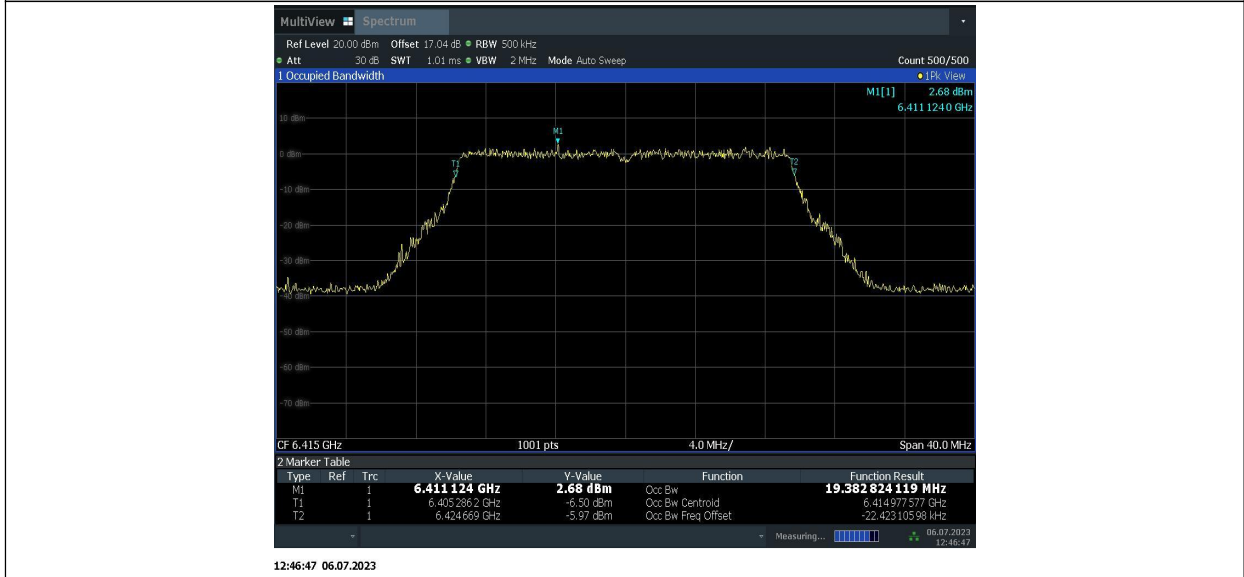 MultiView Spectrum
Ref Level 20.00 dBm Offset 17.04 dB RBW 500 kHz
Att 30 dB SWT 1.01 ms VBW 2 MHz Mode Auto Sweep Count 500/500
1 Occupied Bandwidth 1Pk View
M1[1] 2.68 dBm
6.411 124 0 GHz
10 dBm
M1
0 dBm
T1
T2
-10 dBm
-20 dBm
-30 dBm
-40 dBm
-50 dBm
-60 dBm
-70 dBm
CF 6.415 GHz 1001 pts 4.0 MHz/ Span 40.0 MHz
2 Marker Table
Type Ref Trc X-Value Y-Value Function Function Result
M1 1 6.411 124 GHz 2.68 dBm Occ Bw 19.382 824 119 MHz
T1 1 6.405 286 2 GHz -6.50 dBm Occ Bw Centroid 6.414 977 577 GHz
T2 1 6.424 669 GHz -5.97 dBm Occ Bw Freq Offset -22.423 105 98 kHz
Measuring... 06.07.2023
12:46:47
12:46:47 06.07.2023